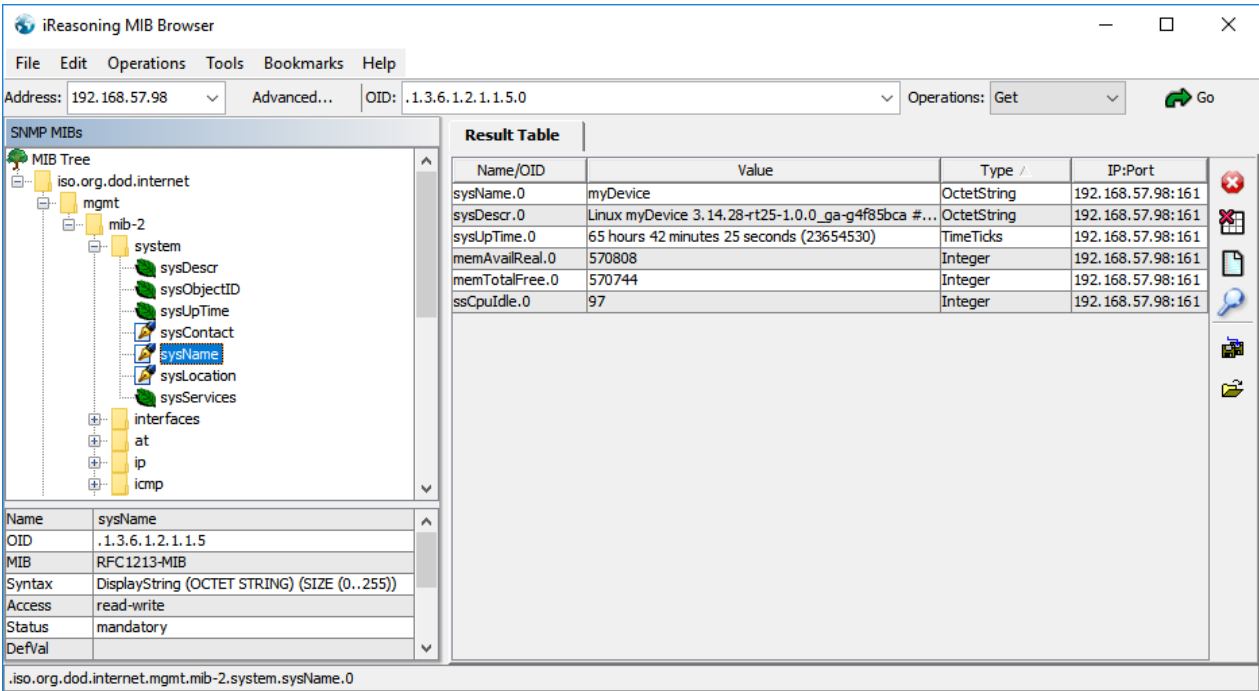 iReasoning MIB Browser
File Edit Operations Tools Bookmarks Help
Address: 192.168.57.98 Advanced... OID: .1.3.6.1.2.1.1.5.0 Operations: Get Go
SNMP MIBs
MIB Tree
iso.org.dod.internet
mgmt
mib-2
system
sysDescr
sysObjectID
sysUpTime
sysContact
sysName
sysLocation
sysServices
interfaces
at
ip
icmp
Name sysName
OID .1.3.6.1.2.1.1.5
MIB RFC1213-MIB
Syntax DisplayString (OCTET STRING) (SIZE (0..255))
Access read-write
Status mandatory
DefVal
Result Table
Name/OID Value Type IP:Port
sysName.0 myDevice OctetString 192.168.57.98:161
sysDescr.0 Linux myDevice 3.14.28-rt25-1.0.0_ga-g4f85bca #... OctetString 192.168.57.98:161
sysUpTime.0 65 hours 42 minutes 25 seconds (23654530) TimeTicks 192.168.57.98:161
memAvailReal.0 570808 Integer 192.168.57.98:161
memTotalFree.0 570744 Integer 192.168.57.98:161
ssCpuIdle.0 97 Integer 192.168.57.98:161
.iso.org.dod.internet.mgmt.mib-2.system.sysName.0